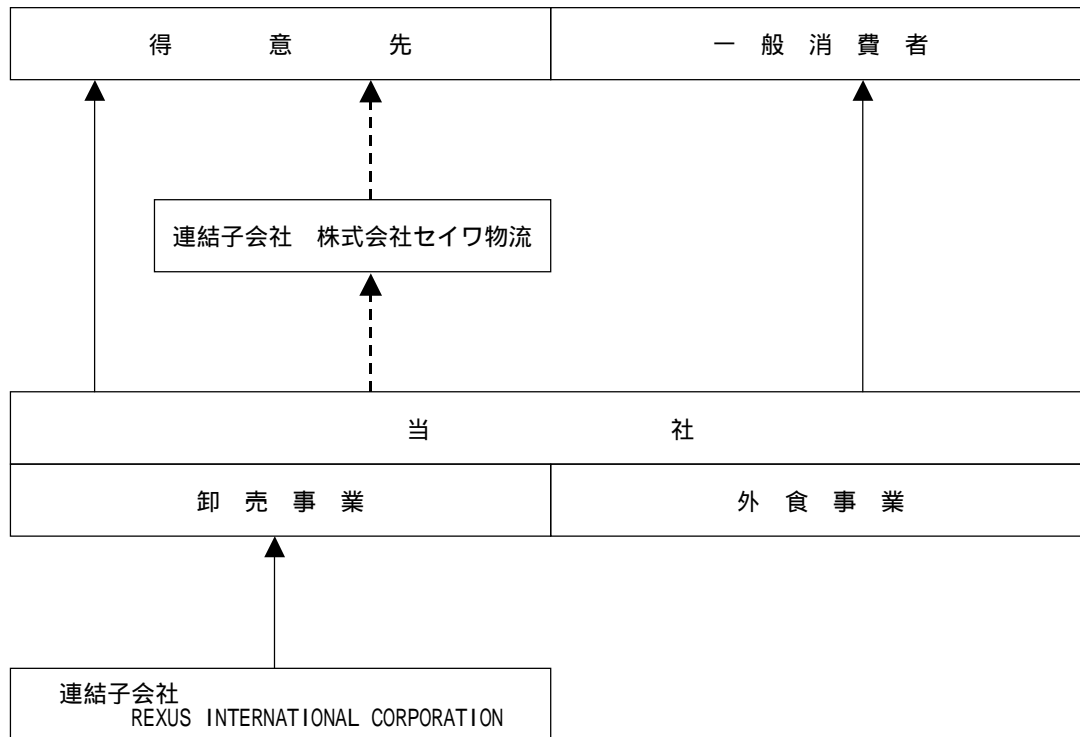 得意先
一般消費者
連結子会社　株式会社セイワ物流
当社
卸売事業
外食事業
連結子会社
REXUS INTERNATIONAL CORPORATION